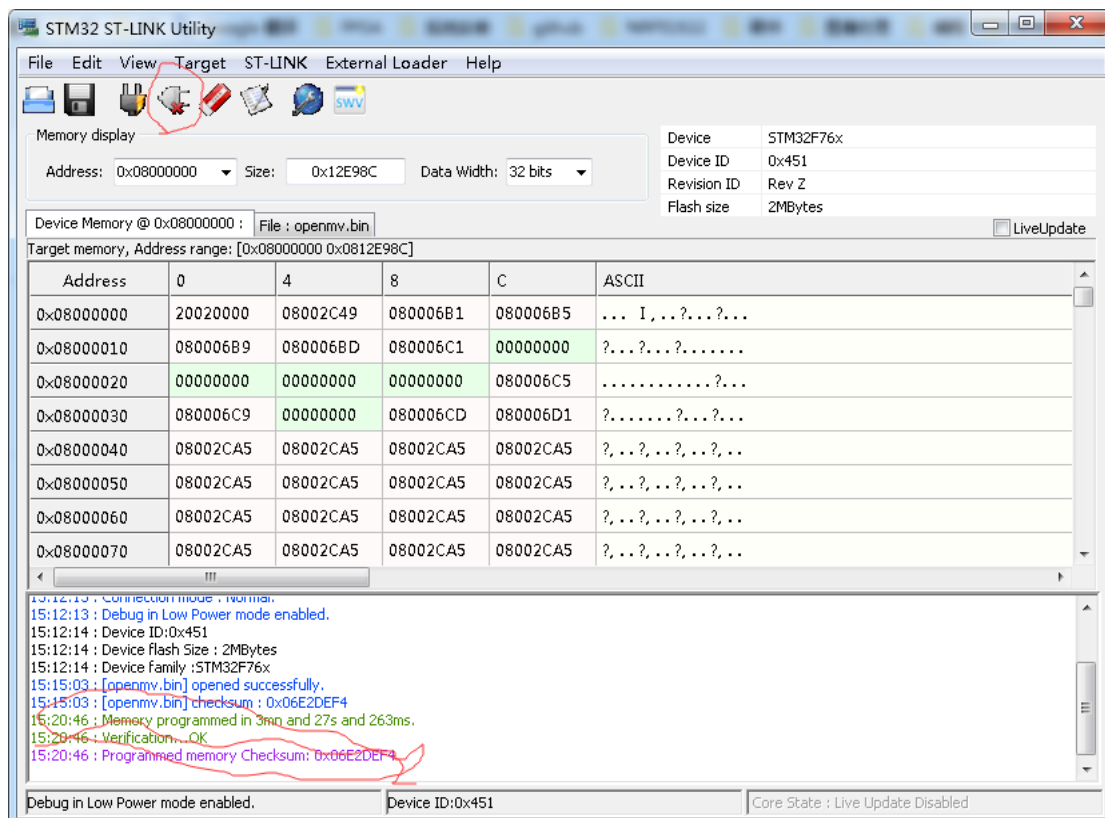 STM32 ST-LINK Utility
File Edit View Target ST-LINK External Loader Help
SWV
Memory display
Address: 0x08000000 Size: 0x12E98C Data Width: 32 bits
Device STM32F76x
Device ID 0x451
Revision ID Rev Z
Flash size 2MBytes
Device Memory @ 0x08000000 : File : openmv.bin LiveUpdate
Target memory, Address range: [0x08000000 0x0812E98C]
Address 0 4 8 C ASCII
0x08000000 20020000 08002C49 080006B1 080006B5 ... I,..?...?...
0x08000010 080006B9 080006BD 080006C1 00000000 ?...?...?.......
0x08000020 00000000 00000000 00000000 080006C5 ............?...
0x08000030 080006C9 00000000 080006CD 080006D1 ?.......?...?...
0x08000040 08002CA5 08002CA5 08002CA5 08002CA5 ?,..?,..?,..?,..
0x08000050 08002CA5 08002CA5 08002CA5 08002CA5 ?,..?,..?,..?,..
0x08000060 08002CA5 08002CA5 08002CA5 08002CA5 ?,..?,..?,..?,..
0x08000070 08002CA5 08002CA5 08002CA5 08002CA5 ?,..?,..?,..?,..
15:12:13 : Connection mode : Normal.
15:12:13 : Debug in Low Power mode enabled.
15:12:14 : Device ID:0x451
15:12:14 : Device flash Size : 2MBytes
15:12:14 : Device family :STM32F76x
15:15:03 : [openmv.bin] opened successfully.
15:15:03 : [openmv.bin] checksum : 0x06E2DEF4
15:20:46 : Memory programmed in 3mn and 27s and 263ms.
15:20:46 : Verification...OK
15:20:46 : Programmed memory Checksum: 0x06E2DEF4
Debug in Low Power mode enabled. Device ID:0x451 Core State : Live Update Disabled